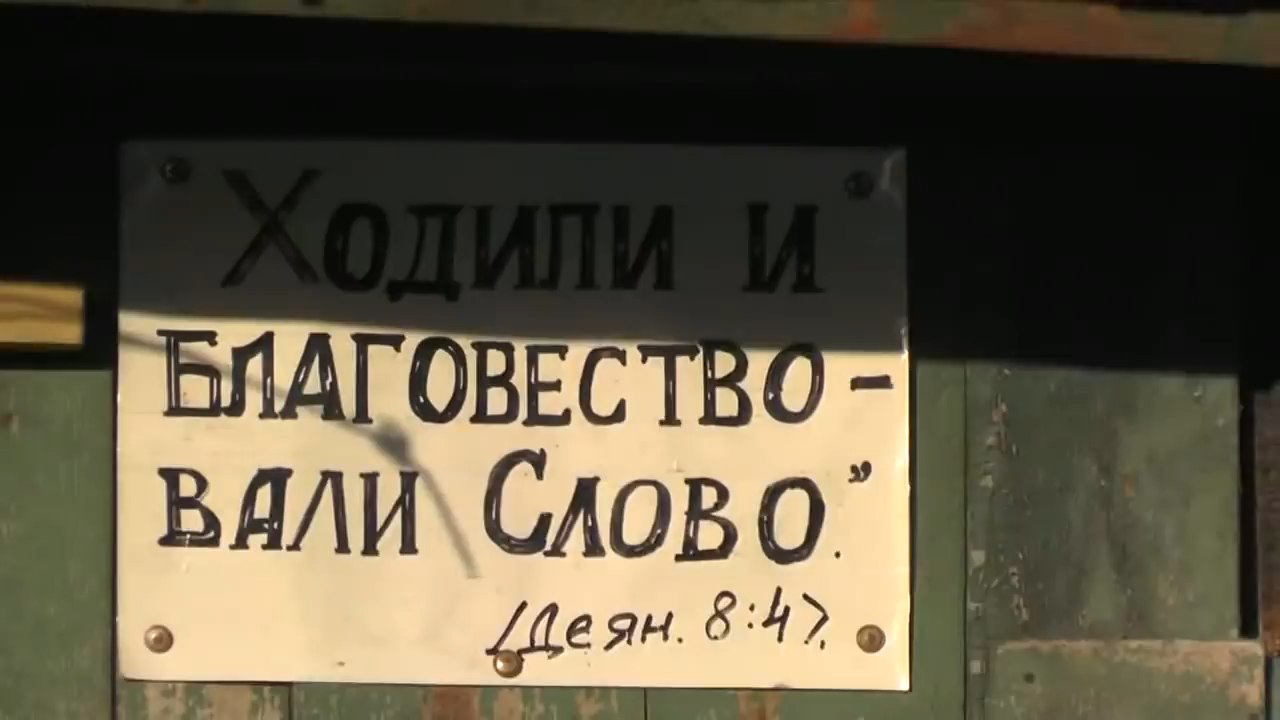 Ходили и
БЛАГОВЕСТВО-
ВАЛИ СЛОВО."
/Деян. 8:4/.